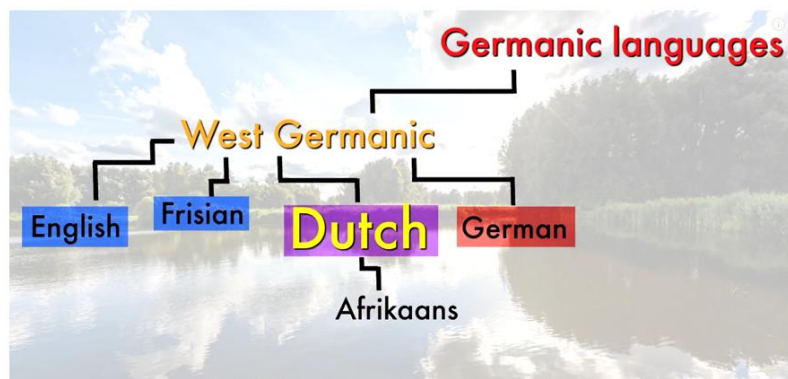 Germanic languages
West Germanic
English
Frisian
Dutch
German
Afrikaans